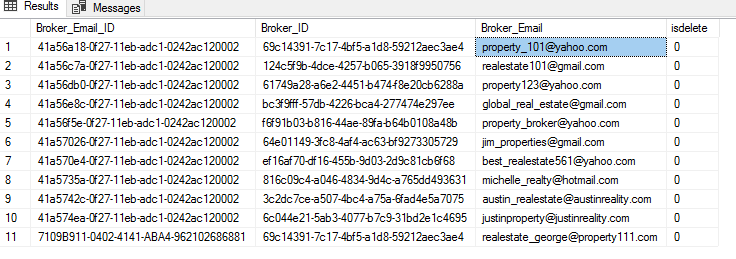 Results Messages
Broker_Email_ID Broker_ID Broker_Email isdelete
1 41a56a18-0f27-11eb-adc1-0242ac120002 69c14391-7c17-4bf5-a1d8-59212aec3ae4 property_101@yahoo.com 0
2 41a56c7a-0f27-11eb-adc1-0242ac120002 124c5f9b-4dce-4257-b065-3918f9950756 realestate101@gmail.com 0
3 41a56db0-0f27-11eb-adc1-0242ac120002 61749a28-a6e2-4451-b474-f8e20cb6288a property123@yahoo.com 0
4 41a56e8c-0f27-11eb-adc1-0242ac120002 bc3f9fff-57db-4226-bca4-277474e297ee global_real_estate@gmail.com 0
5 41a56f5e-0f27-11eb-adc1-0242ac120002 f6f91b03-b816-44ae-89fa-b64b0108a48b property_broker@yahoo.com 0
6 41a57026-0f27-11eb-adc1-0242ac120002 64e01149-3fc8-4af4-ac63-bf9273305729 jim_properties@gmail.com 0
7 41a570e4-0f27-11eb-adc1-0242ac120002 ef16af70-df16-455b-9d03-2d9c81cb6f68 best_realestate561@yahoo.com 0
8 41a5735a-0f27-11eb-adc1-0242ac120002 816c09c4-a046-4834-9d4c-a765dd493631 michelle_realty@hotmail.com 0
9 41a5742c-0f27-11eb-adc1-0242ac120002 3c2dc7ce-a507-4bc4-a75a-6fad4e5a7075 austin_realestate@austinreality.com 0
10 41a574ea-0f27-11eb-adc1-0242ac120002 6c044e21-5ab3-4077-b7c9-31bd2e1c4695 justinproperty@justinreality.com 0
11 7109B911-0402-4141-ABA4-962102686881 69c14391-7c17-4bf5-a1d8-59212aec3ae4 realestate_george@property111.com 0